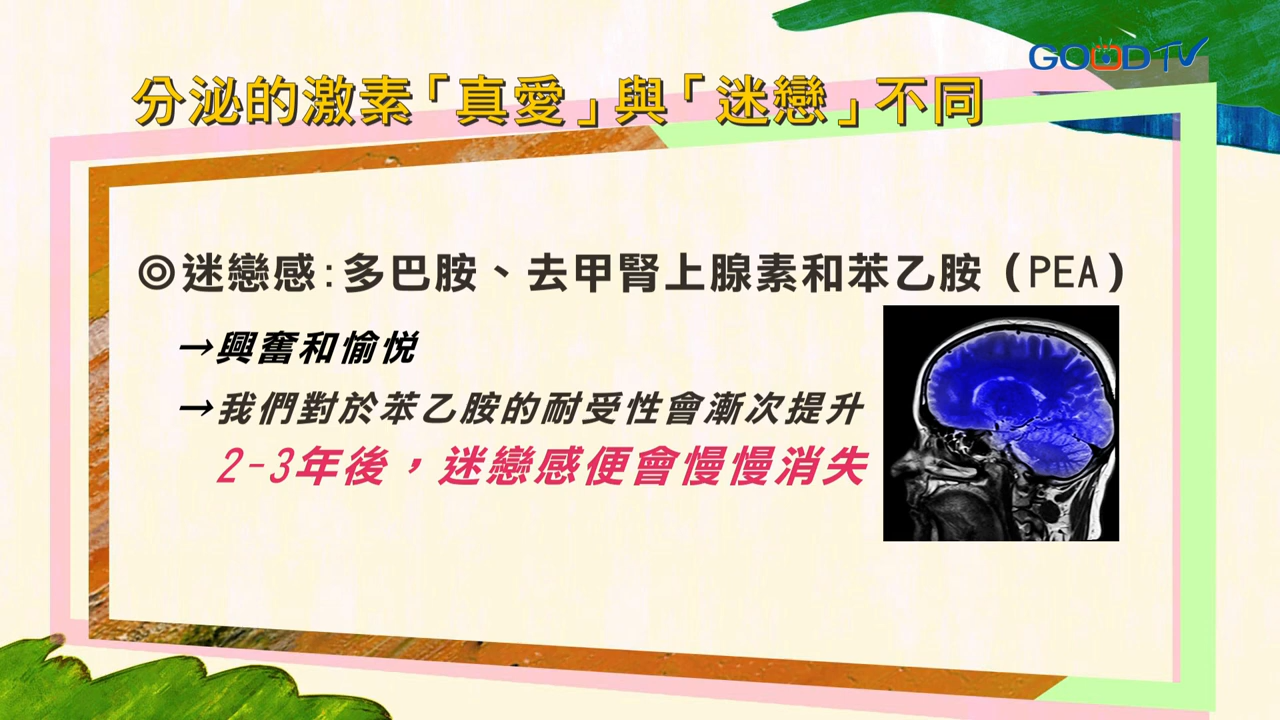 GOODTV
分泌的激素「真愛」與「迷戀」不同
◎迷戀感:多巴胺、去甲腎上腺素和苯乙胺(PEA)
→興奮和愉悅
→我們對於苯乙胺的耐受性會漸次提升
2-3年後，迷戀感便會慢慢消失